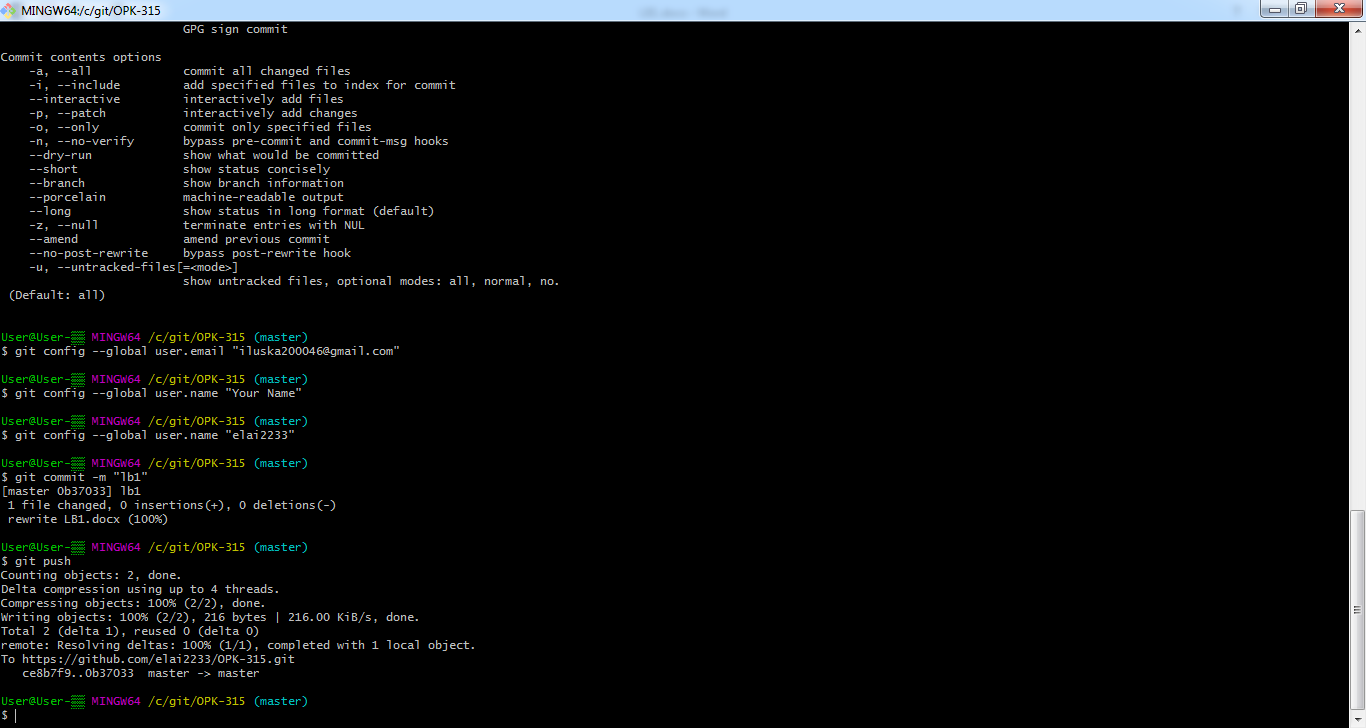 MINGW64:/c/git/OPK-315
                          GPG sign commit

Commit contents options
    -a, --all             commit all changed files
    -i, --include         add specified files to index for commit
    --interactive         interactively add files
    -p, --patch           interactively add changes
    -o, --only            commit only specified files
    -n, --no-verify       bypass pre-commit and commit-msg hooks
    --dry-run             show what would be committed
    --short               show status concisely
    --branch              show branch information
    --porcelain           machine-readable output
    --long                show status in long format (default)
    -z, --null            terminate entries with NUL
    --amend               amend previous commit
    --no-post-rewrite     bypass post-rewrite hook
    -u, --untracked-files[=<mode>]
                          show untracked files, optional modes: all, normal, no.
 (Default: all)

User@User-▒▒ MINGW64 /c/git/OPK-315 (master)
$ git config --global user.email "iluska200046@gmail.com"

User@User-▒▒ MINGW64 /c/git/OPK-315 (master)
$ git config --global user.name "Your Name"

User@User-▒▒ MINGW64 /c/git/OPK-315 (master)
$ git config --global user.name "elai2233"

User@User-▒▒ MINGW64 /c/git/OPK-315 (master)
$ git commit -m "lb1"
[master 0b37033] lb1
 1 file changed, 0 insertions(+), 0 deletions(-)
 rewrite LB1.docx (100%)

User@User-▒▒ MINGW64 /c/git/OPK-315 (master)
$ git push
Counting objects: 2, done.
Delta compression using up to 4 threads.
Compressing objects: 100% (2/2), done.
Writing objects: 100% (2/2), 216 bytes | 216.00 KiB/s, done.
Total 2 (delta 1), reused 0 (delta 0)
remote: Resolving deltas: 100% (1/1), completed with 1 local object.
To https://github.com/elai2233/OPK-315.git
   ce8b7f9..0b37033  master -> master

User@User-▒▒ MINGW64 /c/git/OPK-315 (master)
$